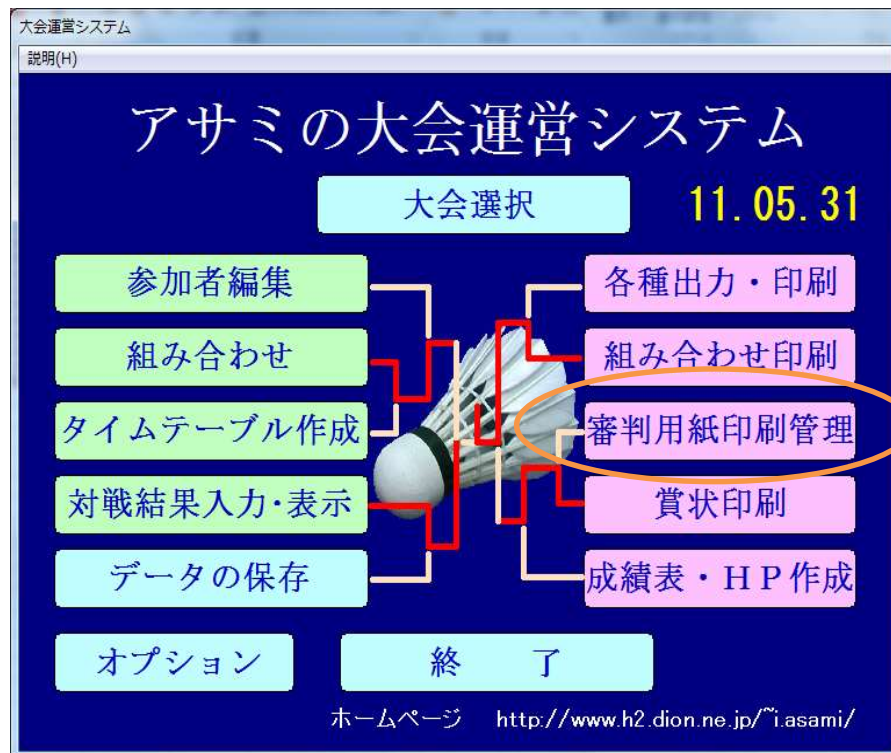 大会運営システム
説明(H)
アサミの大会運営システム
大会選択
11.05.31
参加者編集
各種出力・印刷
組み合わせ
組み合わせ印刷
タイムテーブル作成
審判用紙印刷管理
対戦結果入力・表示
賞状印刷
データの保存
成績表・ＨＰ作成
オプション
終　了
ホームページ http://www.h2.dion.ne.jp/~i.asami/